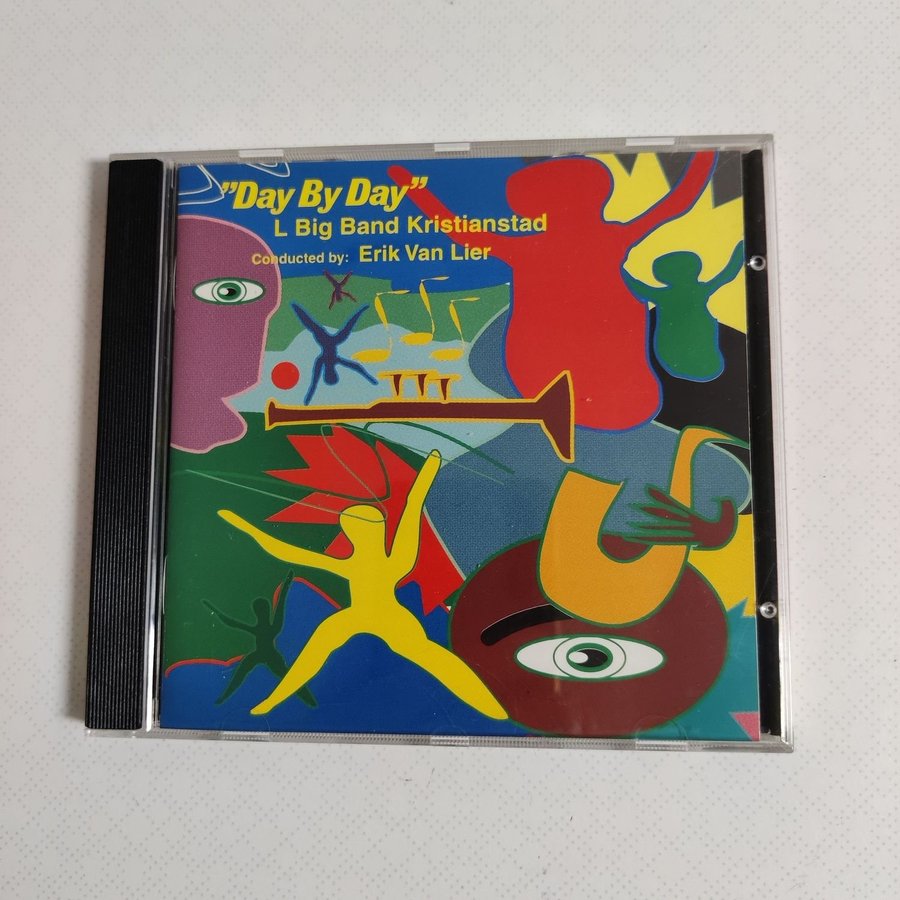 ”Day By Day”
L Big Band Kristianstad
Conducted by: Erik Van Lier